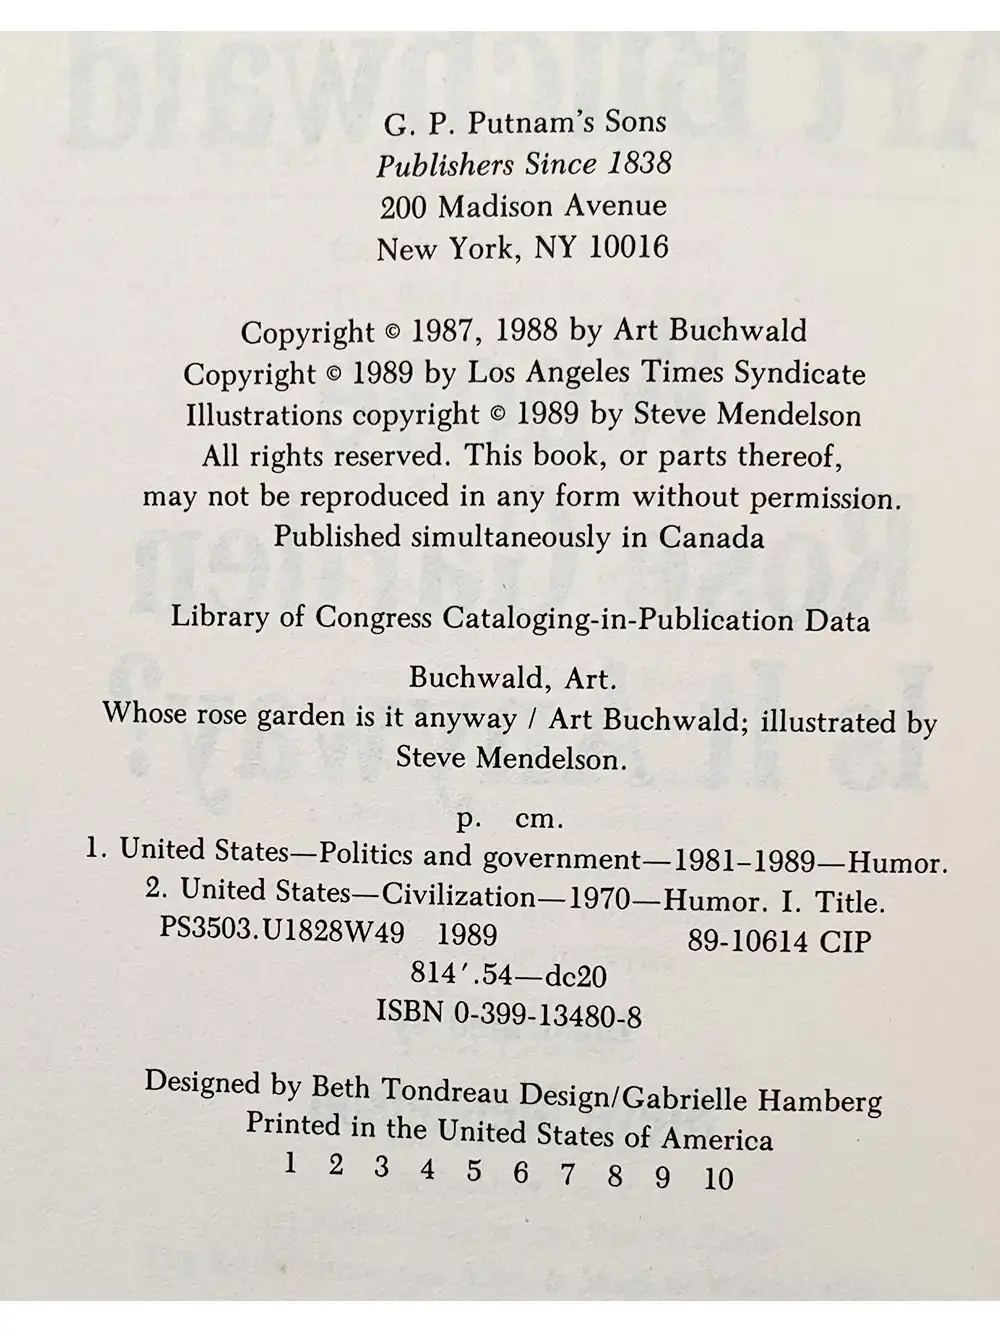 G. P. Putnam's Sons
Publishers Since 1838
200 Madison Avenue
New York, NY 10016
Copyright © 1987, 1988 by Art Buchwald
Copyright © 1989 by Los Angeles Times Syndicate
Illustrations copyright © 1989 by Steve Mendelson
All rights reserved. This book, or parts thereof,
may not be reproduced in any form without permission.
Published simultaneously in Canada
Library of Congress Cataloging-in-Publication Data
Buchwald, Art.
Whose rose garden is it anyway / Art Buchwald; illustrated by
Steve Mendelson.
p. cm.
1. United States—Politics and government—1981–1989—Humor.
2. United States—Civilization—1970—Humor. I. Title.
PS3503.U1828W49 1989 89-10614 CIP
814′.54—dc20
ISBN 0-399-13480-8
Designed by Beth Tondreau Design/Gabrielle Hamberg
Printed in the United States of America
1 2 3 4 5 6 7 8 9 10